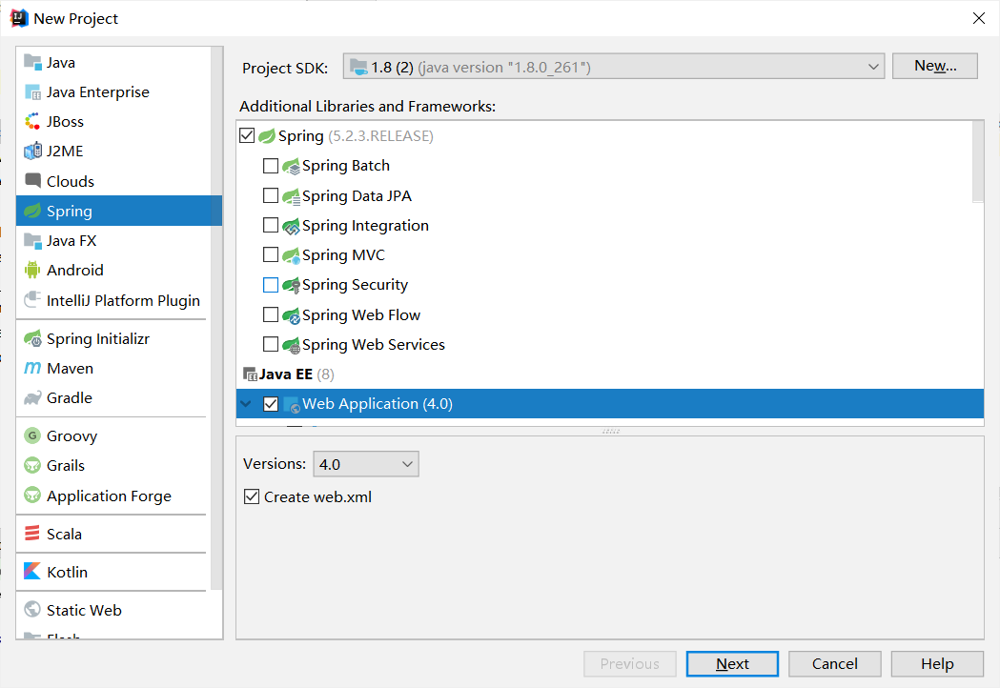 New Project
Java
Java Enterprise
JBoss
J2ME
Clouds
Spring
Java FX
Android
IntelliJ Platform Plugin
Spring Initializr
Maven
Gradle
Groovy
Grails
Application Forge
Scala
Kotlin
Static Web
Project SDK: 1.8 (2) (java version "1.8.0_261") New...
Additional Libraries and Frameworks:
Spring (5.2.3.RELEASE)
Spring Batch
Spring Data JPA
Spring Integration
Spring MVC
Spring Security
Spring Web Flow
Spring Web Services
Java EE (8)
Web Application (4.0)
Versions: 4.0
Create web.xml
Previous Next Cancel Help